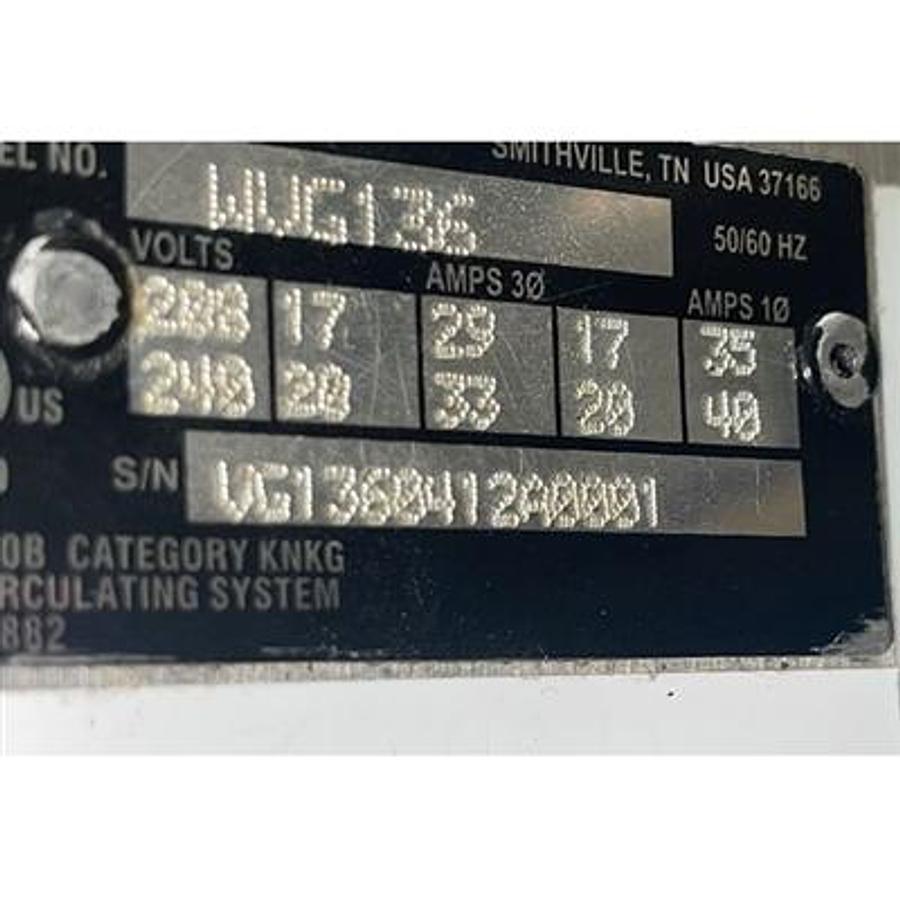 EL NO. WUG136
SMITHVILLE, TN USA 37166
50/60 HZ
VOLTS AMPS 3Ø AMPS 1Ø
208 17 29 17 35
240 20 33 20 40
US
S/N VG1360412A0001
0B CATEGORY KNKG
RCULATING SYSTEM
882